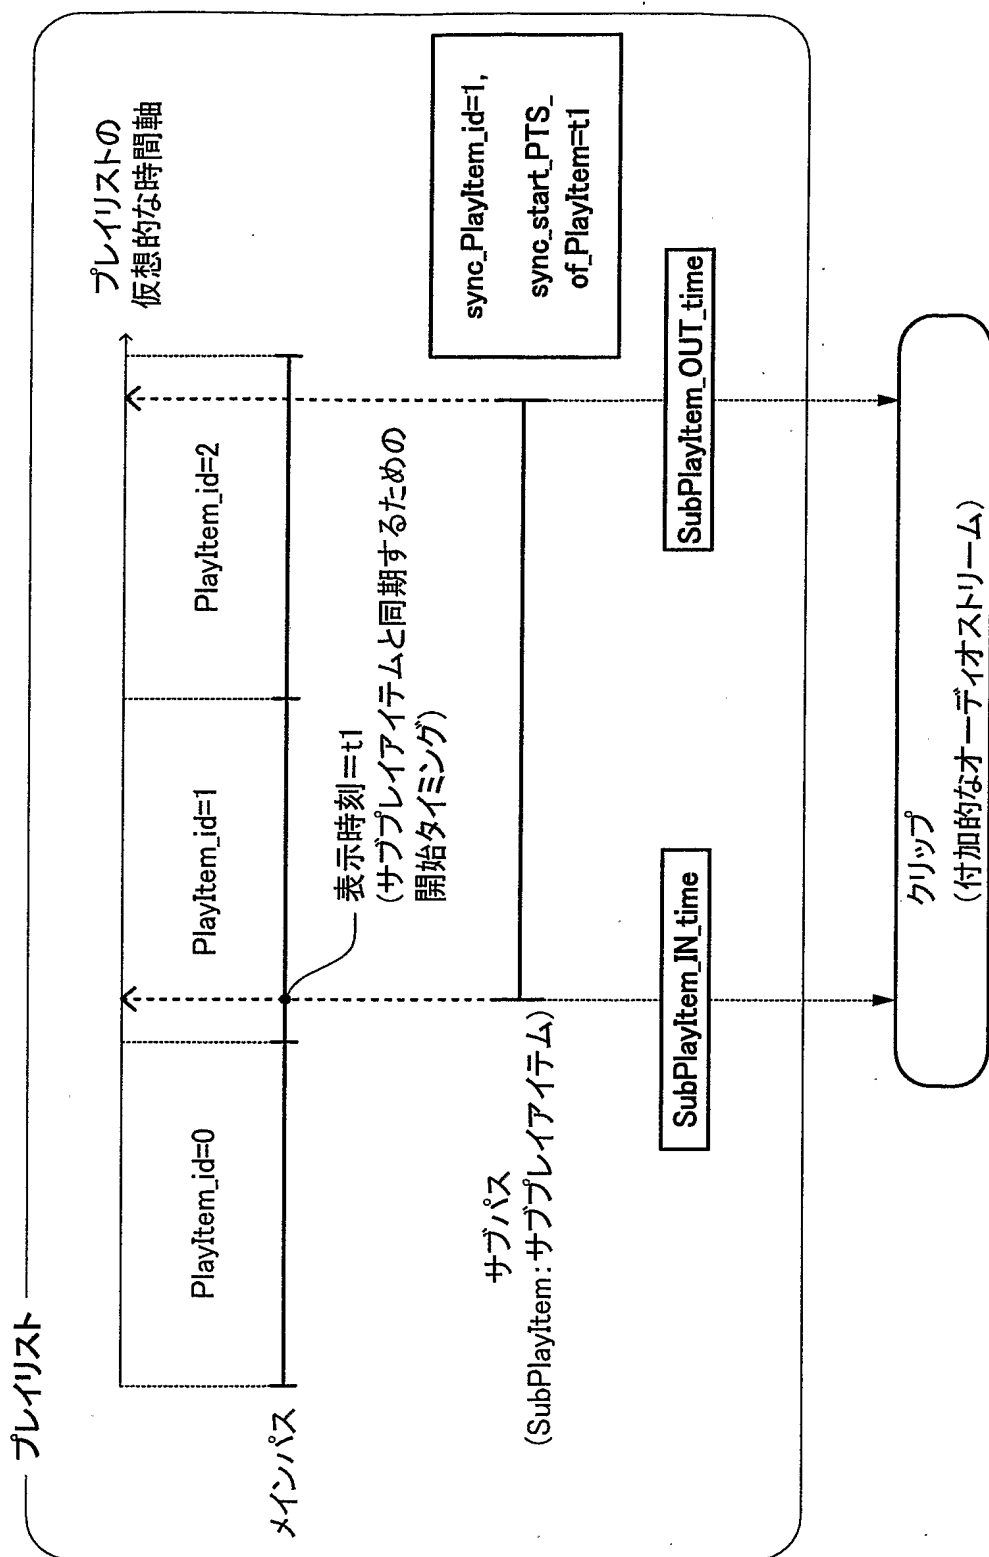 プレイリスト
プレイリストの
仮想的な時間軸
PlayItem_id=0
PlayItem_id=1
PlayItem_id=2
メインパス
表示時刻=t1
(サブプレイアイテムと同期するための
開始タイミング)
sync_PlayItem_id=1,
sync_start_PTS_
of_PlayItem=t1
サブパス
(SubPlayItem:サブプレイアイテム)
SubPlayItem_IN_time
SubPlayItem_OUT_time
クリップ
(付加的なオーディオストリーム)